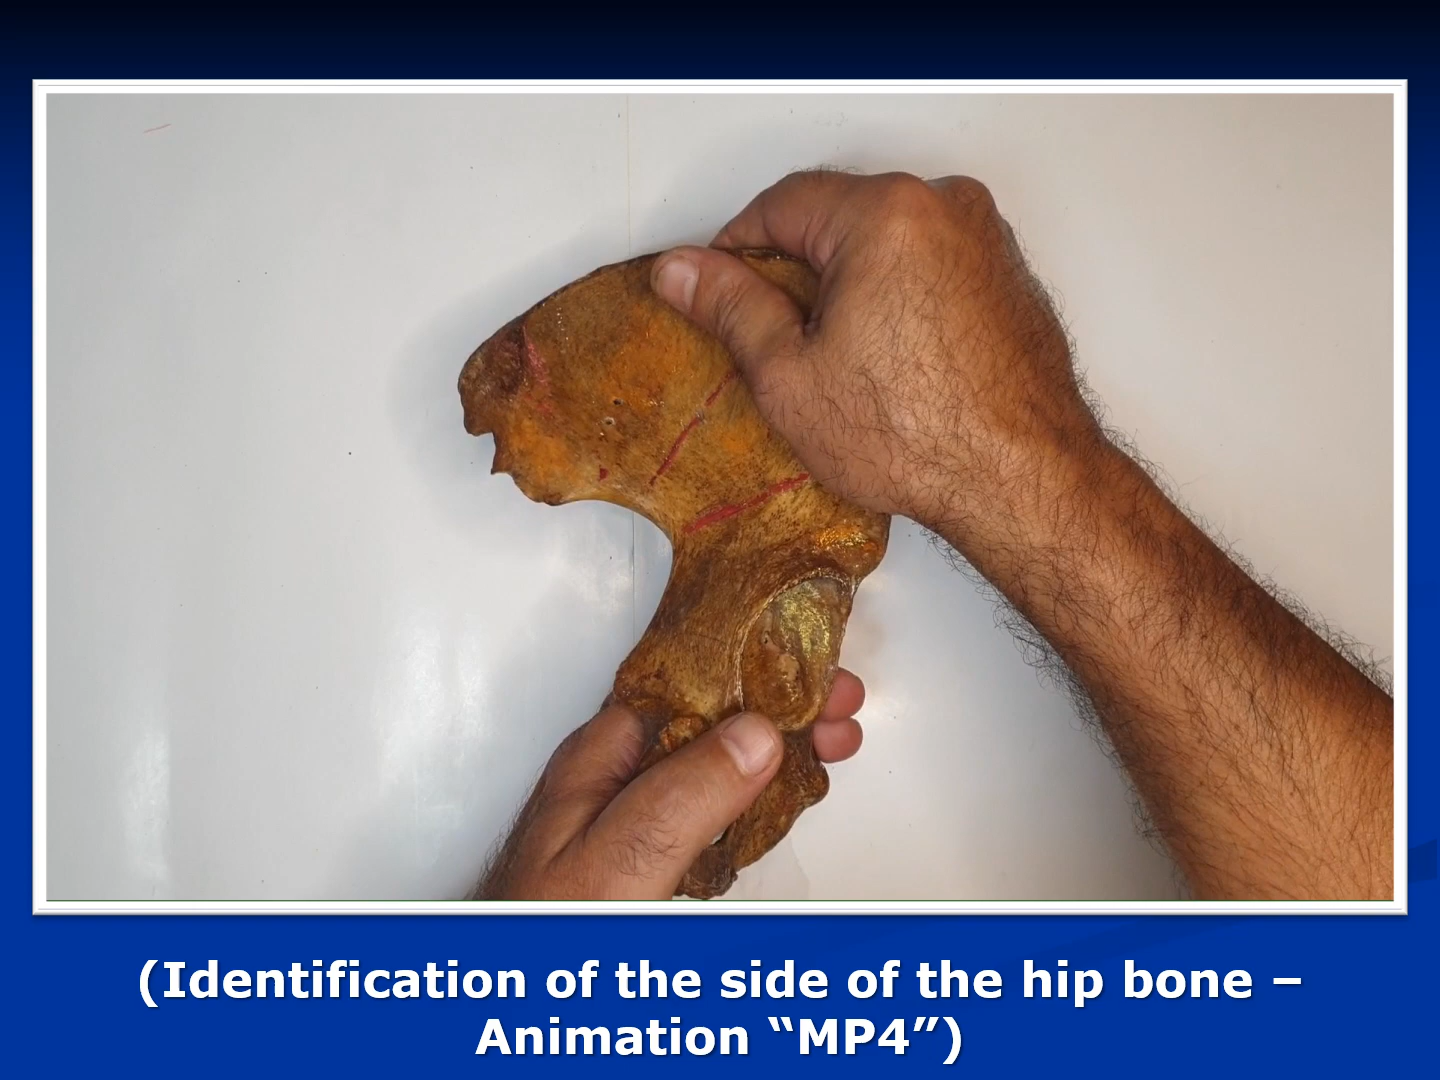 (Identification of the side of the hip bone –
Animation “MP4”)